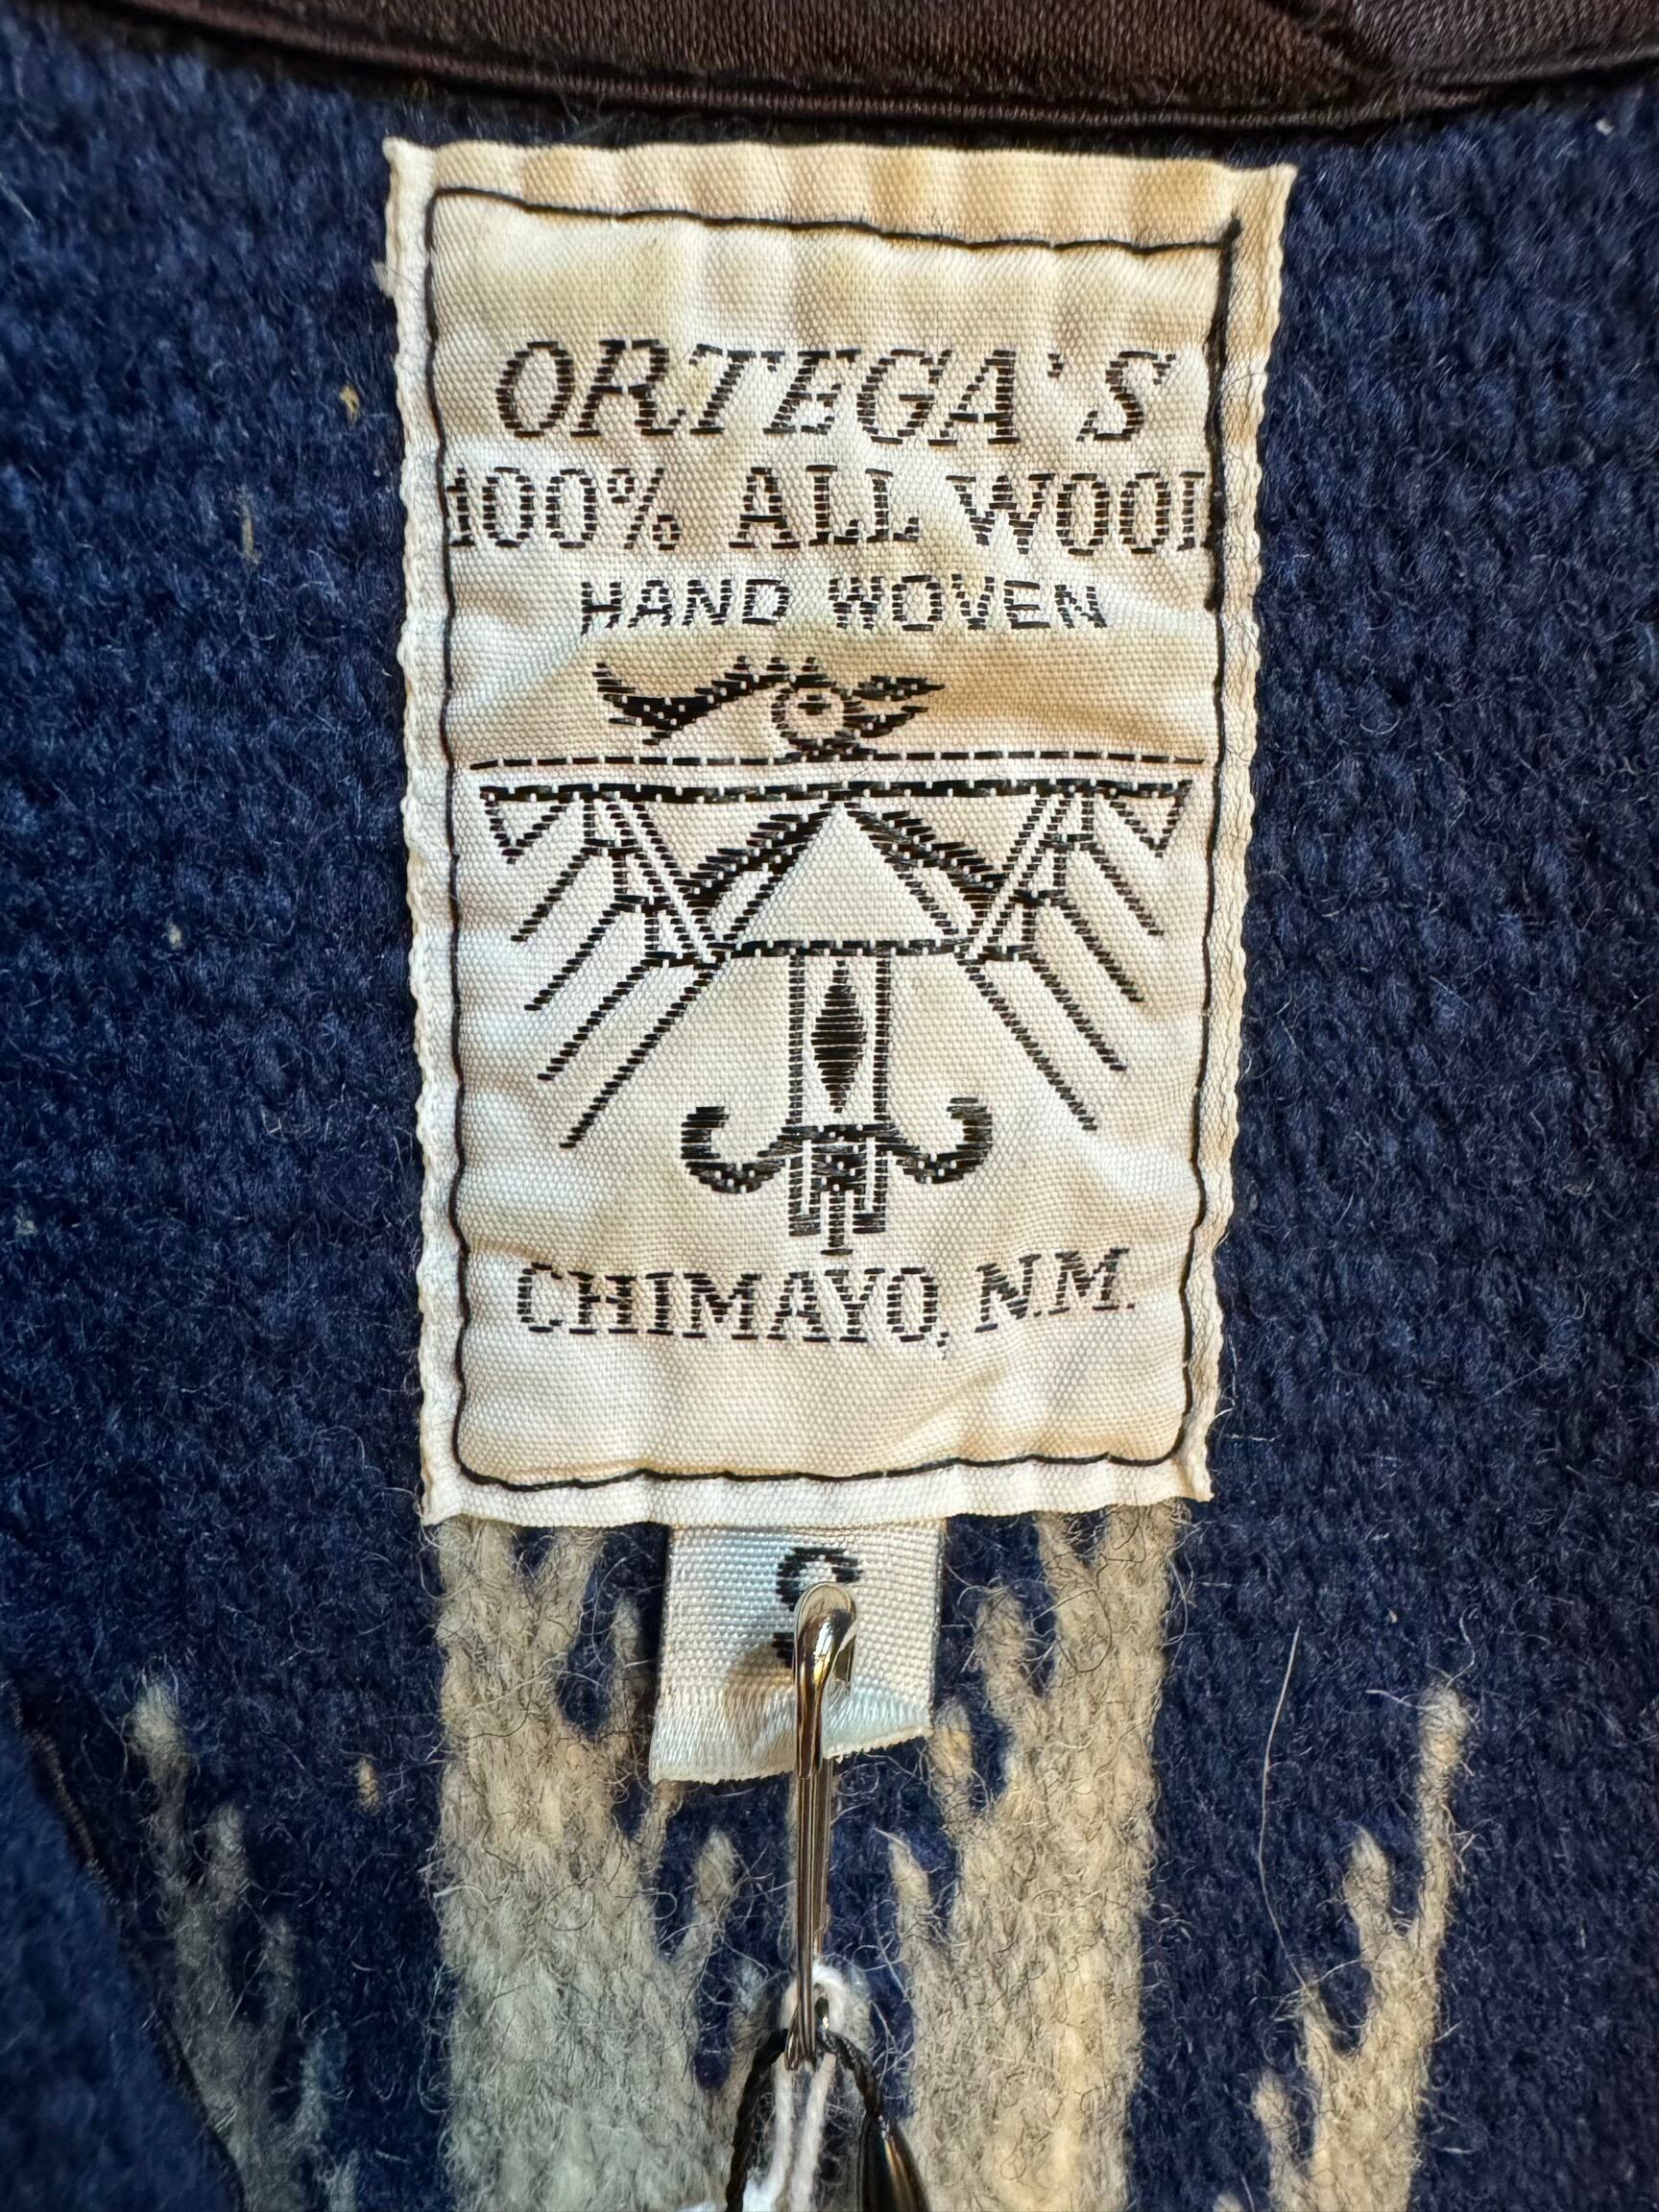 ORTEGA'S
100% ALL WOOL
HAND WOVEN
CHIMAYO, N.M.